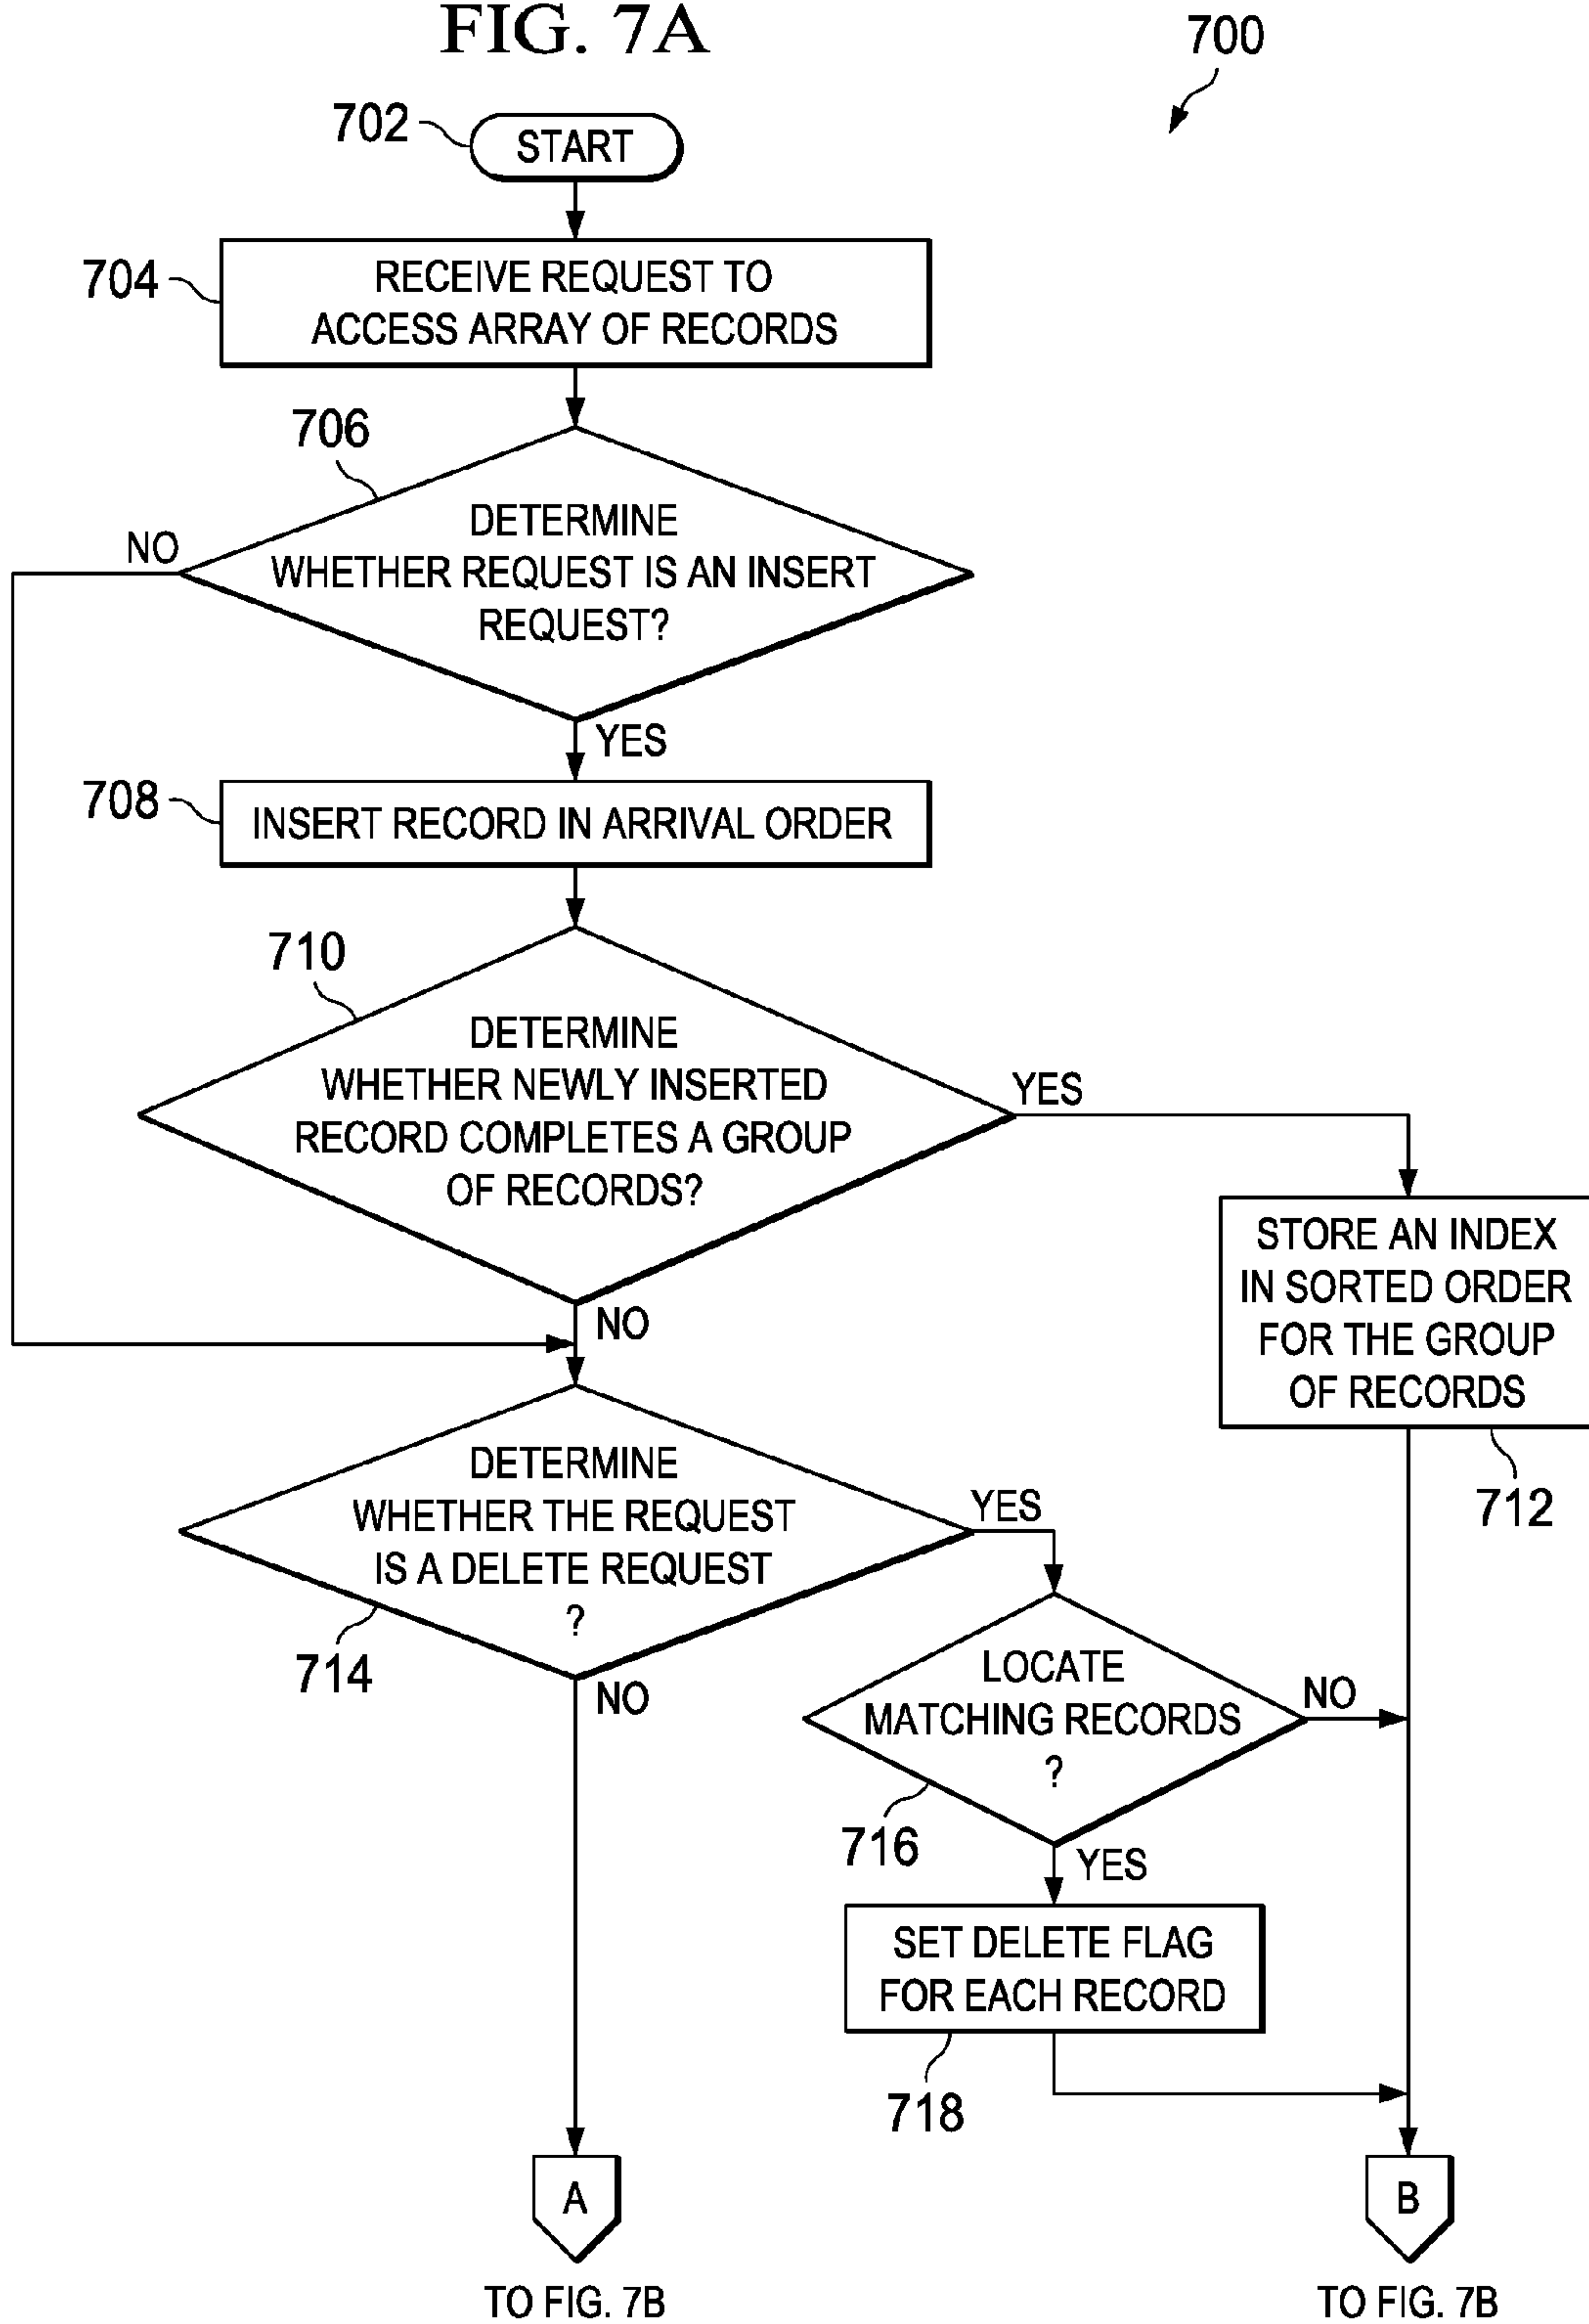 FIG. 7A
700
702
START
704
RECEIVE REQUEST TO
ACCESS ARRAY OF RECORDS
706
NO
DETERMINE
WHETHER REQUEST IS AN INSERT
REQUEST?
YES
708
INSERT RECORD IN ARRIVAL ORDER
710
DETERMINE
WHETHER NEWLY INSERTED
RECORD COMPLETES A GROUP
OF RECORDS?
YES
NO
STORE AN INDEX
IN SORTED ORDER
FOR THE GROUP
OF RECORDS
712
DETERMINE
WHETHER THE REQUEST
IS A DELETE REQUEST
?
YES
714
NO
LOCATE
MATCHING RECORDS
?
NO
716
YES
SET DELETE FLAG
FOR EACH RECORD
718
A
B
TO FIG. 7B
TO FIG. 7B